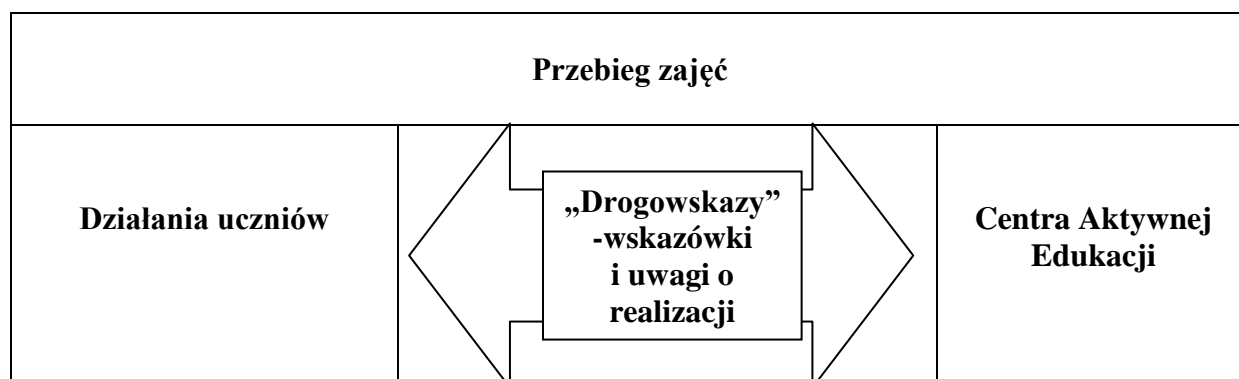 Przebieg zajęć
Działania uczniów
„Drogowskazy”
-wskazówki
i uwagi o
realizacji
Centra Aktywnej
Edukacji